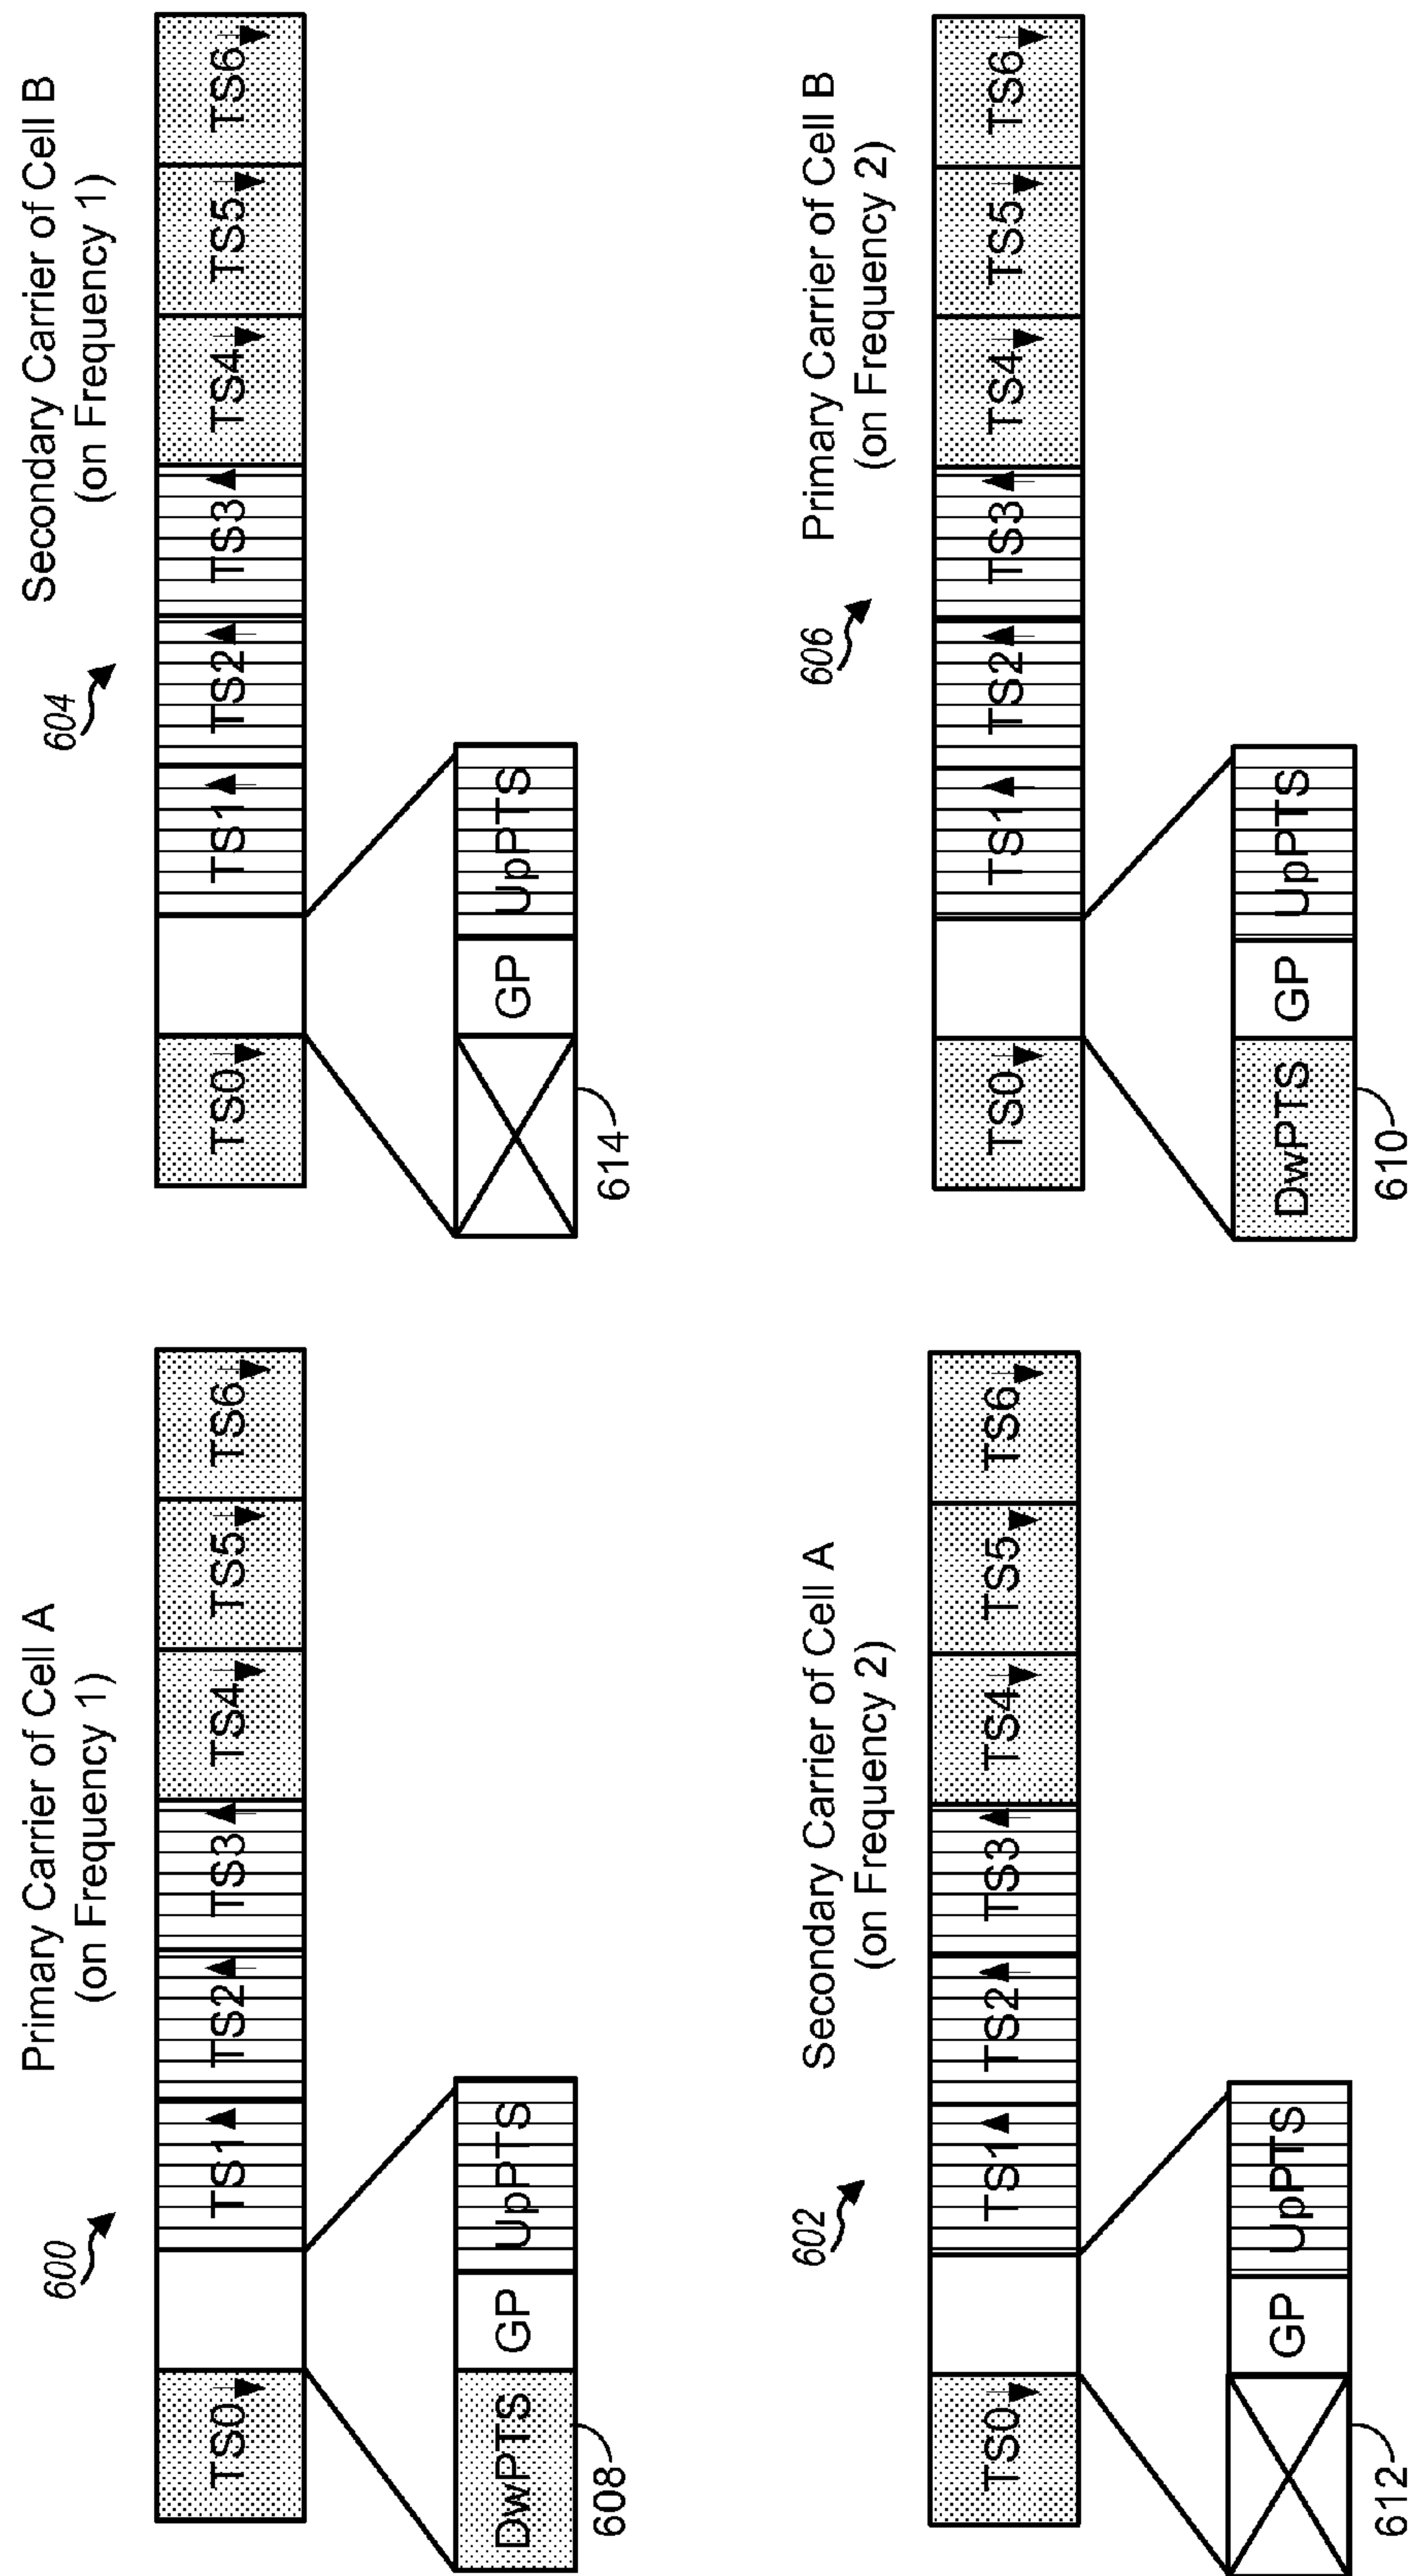 Primary Carrier of Cell A
(on Frequency 1)
600
TS0 TS1 TS2 TS3 TS4 TS5 TS6
DwPTS GP UpPTS
608
Secondary Carrier of Cell A
(on Frequency 2)
602
TS0 TS1 TS2 TS3 TS4 TS5 TS6
GP UpPTS
612
Secondary Carrier of Cell B
(on Frequency 1)
604
TS0 TS1 TS2 TS3 TS4 TS5 TS6
GP UpPTS
614
Primary Carrier of Cell B
(on Frequency 2)
606
TS0 TS1 TS2 TS3 TS4 TS5 TS6
DwPTS GP UpPTS
610